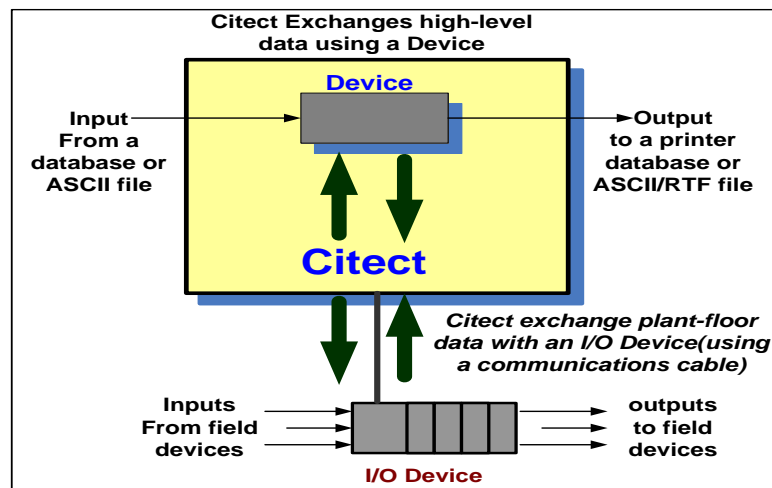 Citect Exchanges high-level
data using a Device
Device
Input
From a
database or
ASCII file
Output
to a printer
database or
ASCII/RTF file
Citect
Citect exchange plant-floor
data with an I/O Device(using
a communications cable)
Inputs
From field
devices
outputs
to field
devices
I/O Device